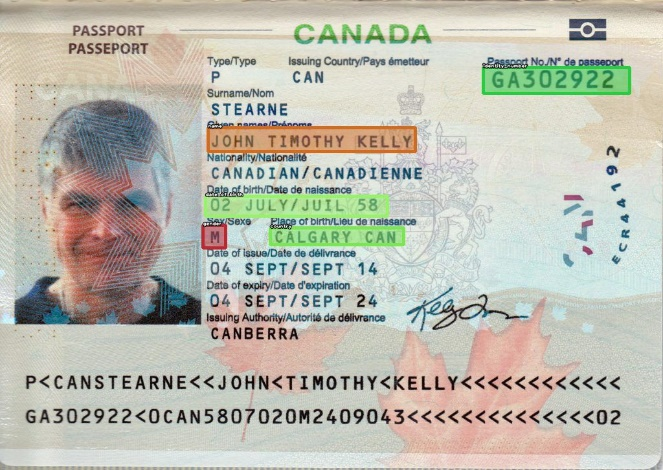 PASSPORT
PASSEPORT
CANADA
Type/Type Issuing Country/Pays émetteur Passport No./N° de passeport
P CAN GA302922
Surname/Nom
STEARNE
Given names/Prénoms
JOHN TIMOTHY KELLY
Nationality/Nationalité
CANADIAN/CANADIENNE
Date of birth/Date de naissance
02 JULY/JUIL 58
Sex/Sexe Place of birth/Lieu de naissance
M CALGARY CAN
Date of issue/Date de délivrance
04 SEPT/SEPT 14
Date of expiry/Date d'expiration
04 SEPT/SEPT 24
Issuing Authority/Autorité de délivrance
CANBERRA
ECR44192
P<CANSTEARNE<<JOHN<TIMOTHY<KELLY<<<<<<<<<<<<
GA302922<0CAN5807020M2409043<<<<<<<<<<<<<<02